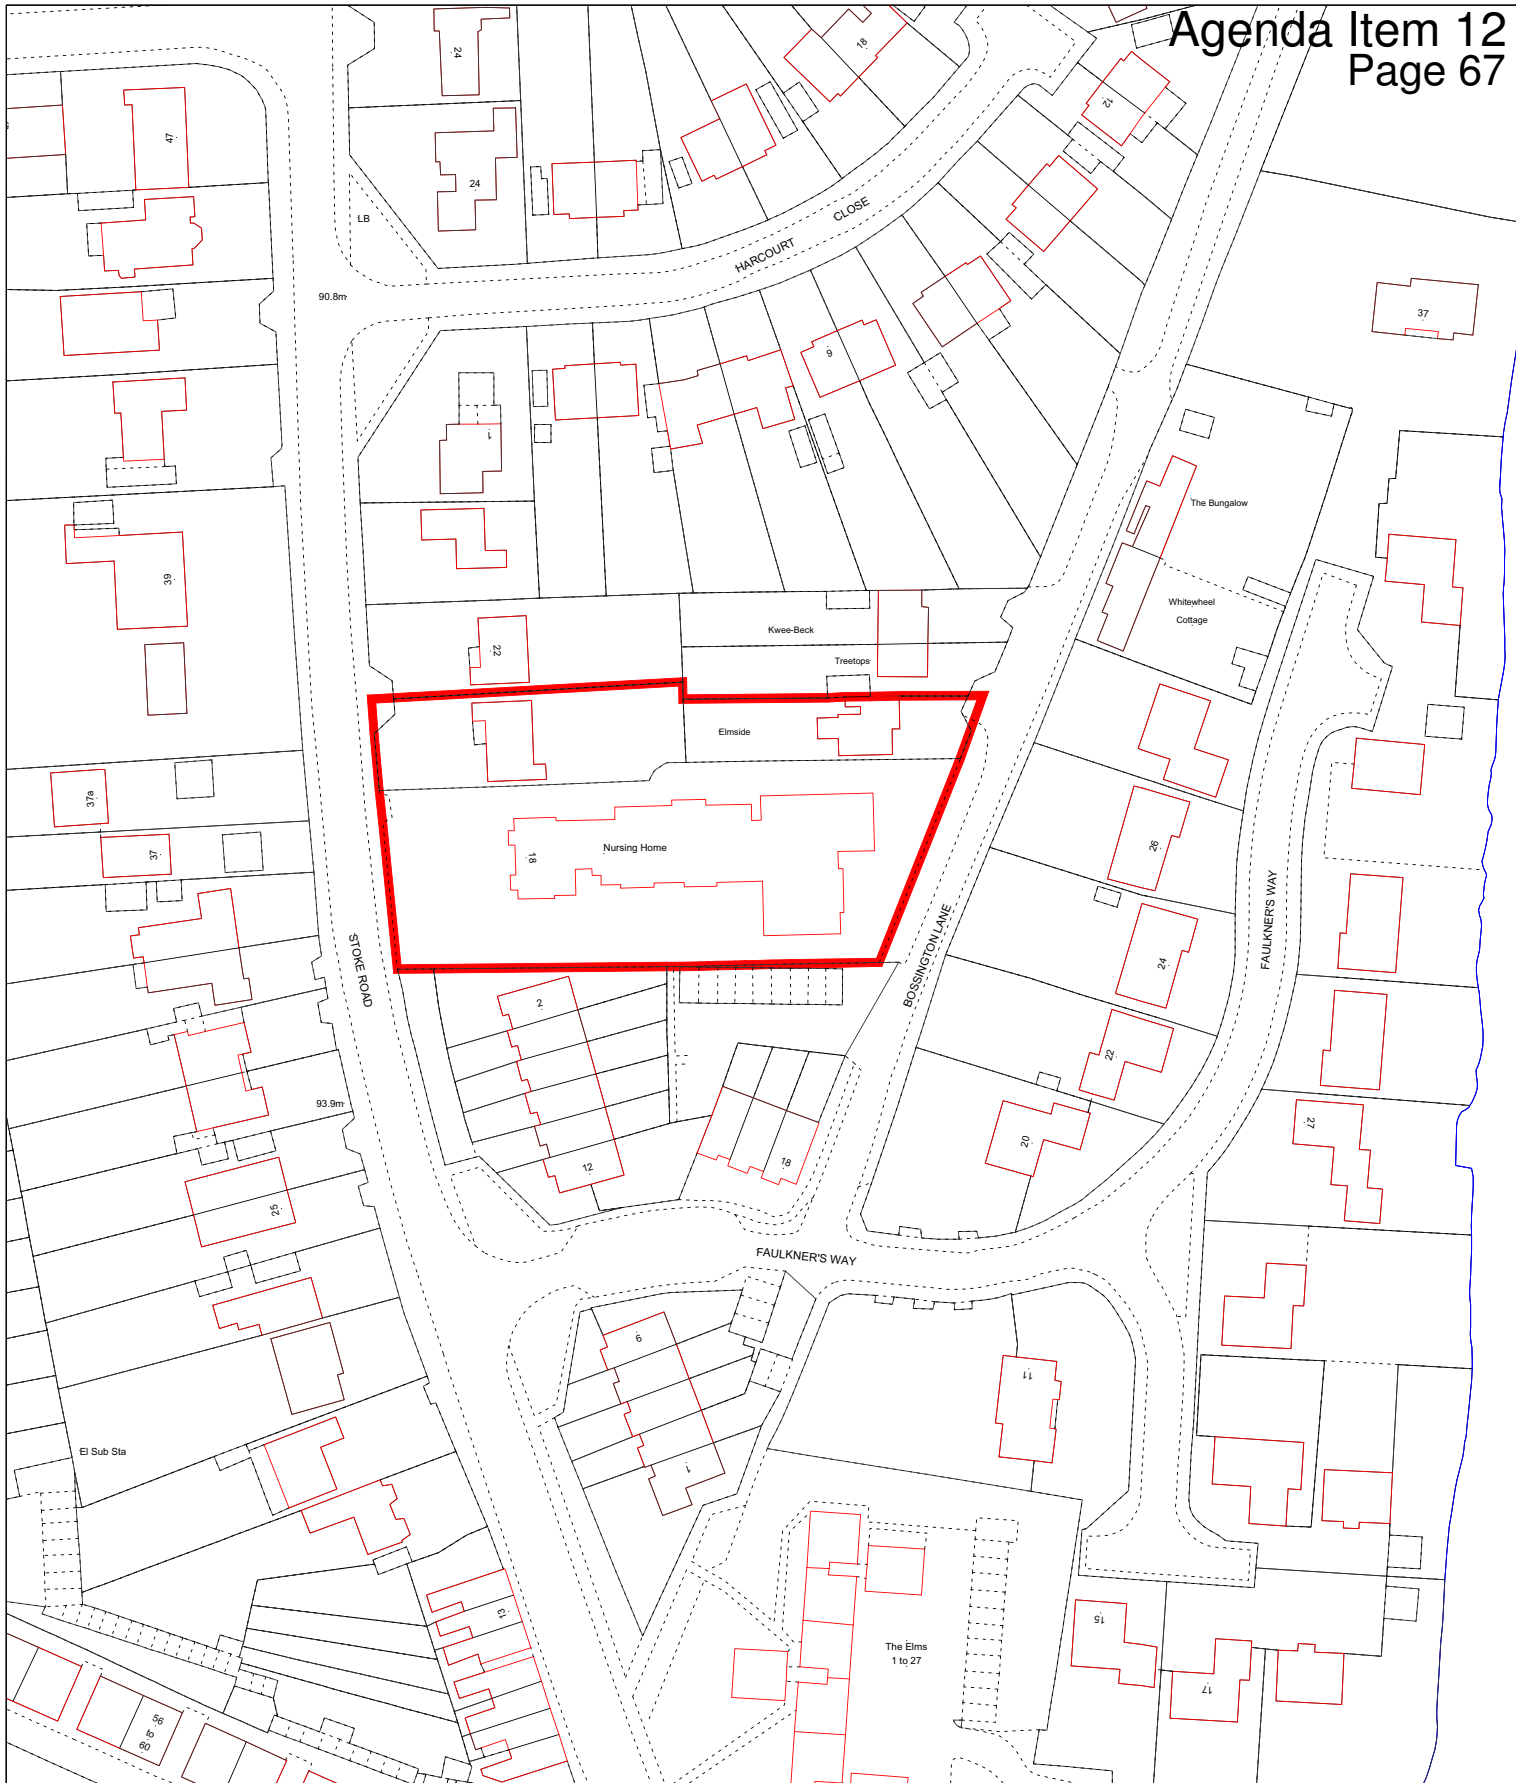 Agenda Item 12
Page 67
24
18
47
12
24
LB
CLOSE
HARCOURT
90.8m
37
9
1
The Bungalow
39
Whitewheel
Cottage
Kwee-Beck
22
Treetops
Elmside
37a
26
Nursing Home
18
37
FAULKNER'S WAY
STOKE ROAD
BOSSINGTON LANE
24
2
22
93.9m
27
20
18
12
25
FAULKNER'S WAY
6
11
El Sub Sta
1
13
15
The Elms
1 to 27
17
56
to
60